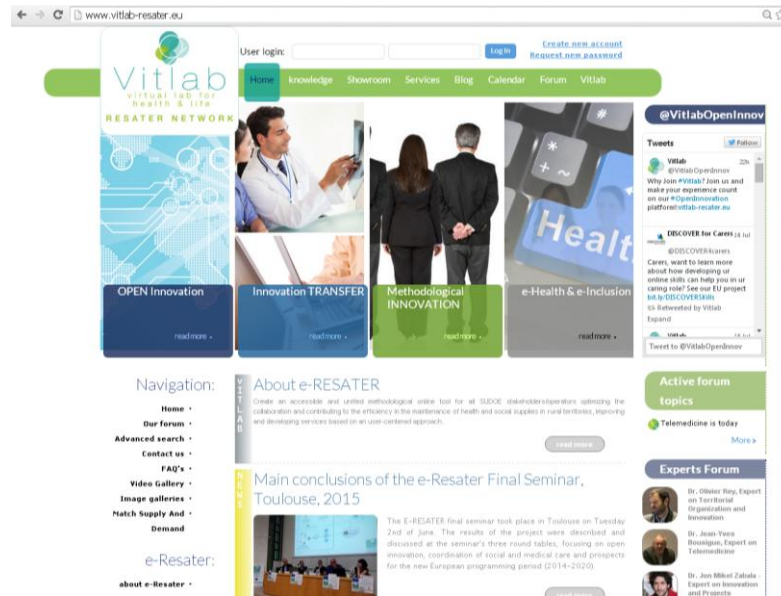 www.vitlab-resater.eu
User login:
Log In
Create new account
Request new password
Vitlab
virtual lab for
health & life
RESATER NETWORK
Home knowledge Showroom Services Blog Calendar Forum Vitlab
OPEN Innovation
read more
Innovation TRANSFER
read more
Methodological
INNOVATION
read more
Health
e-Health & e-Inclusion
read more
@VitlabOpenInnov
Tweets
Follow
Vitlab 22h
@VitlabOpenInnov
Why Join #Vitlab? Join us and
make your experience count
on our #OpenInnovation
platform! vitlab-resater.eu
DISCOVER for Carers 14 Jul
@DISCOVER4carers
Carers, want to learn more
about how developing ur
online skills can help you in ur
caring role? See our EU project
bit.ly/DISCOVERSkills
Retweeted by Vitlab
Expand
Tweet to @VitlabOpenInnov
Navigation:
Home
Our forum
Advanced search
Contact us
FAQ's
Video Gallery
Image galleries
Match Supply And
Demand
e-Resater:
about e-Resater
VITLAB
About e-RESATER
Create an accessible and unified methodological online tool for all SUDOE stakeholders/operators optimizing the
collaboration and contributing to the efficiency in the maintenance of health and social supplies in rural territories, improving
and developing services based on an user-centered approach.
read more
NEWS
Main conclusions of the e-Resater Final Seminar,
Toulouse, 2015
The E-RESATER final seminar took place in Toulouse on Tuesday
2nd of June. The results of the project were described and
discussed at the seminar's three round tables, focusing on open
innovation, coordination of social and medical care and prospects
for the new European programming period (2014-2020).
read more
Active forum
topics
Telemedicine is today
More »
Experts Forum
Dr. Olivier Rey, Expert
on Territorial
Organization and
Innovation
Dr. Jean-Yves
Bousigue, Expert on
Telemedicine
Dr. Jon Mikel Zabala -
Expert on Innovation
and Projects